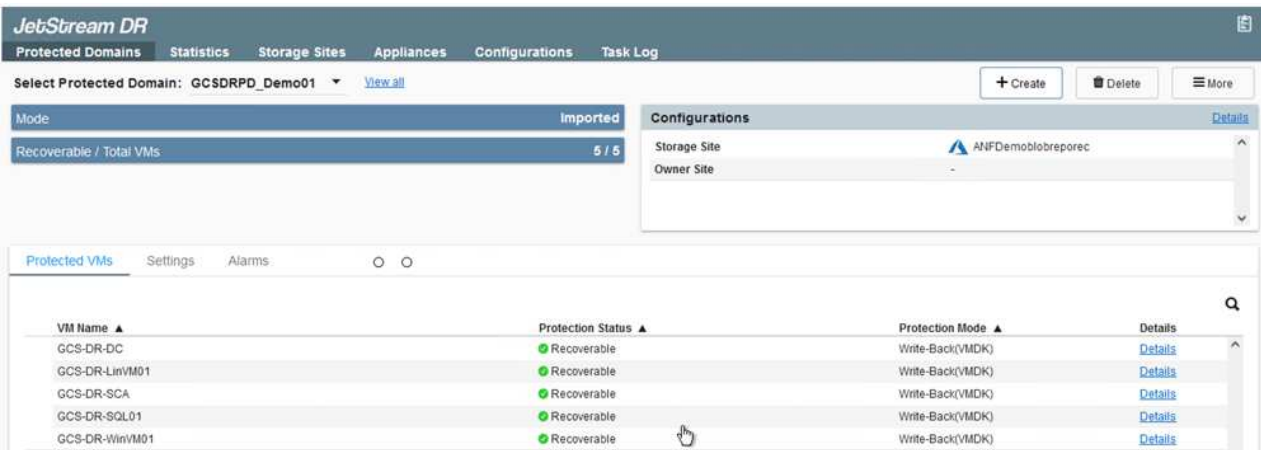 JetStream DR
Protected Domains Statistics Storage Sites Appliances Configurations Task Log
Select Protected Domain: GCSDRPD_Demo01 View all + Create Delete More
Mode Imported
Recoverable / Total VMs 5 / 5
Configurations Details
Storage Site ANFDemoblobreporec
Owner Site -
Protected VMs Settings Alarms
VM Name ▲ Protection Status ▲ Protection Mode ▲ Details
GCS-DR-DC Recoverable Write-Back(VMDK) Details
GCS-DR-LinVM01 Recoverable Write-Back(VMDK) Details
GCS-DR-SCA Recoverable Write-Back(VMDK) Details
GCS-DR-SQL01 Recoverable Write-Back(VMDK) Details
GCS-DR-WinVM01 Recoverable Write-Back(VMDK) Details